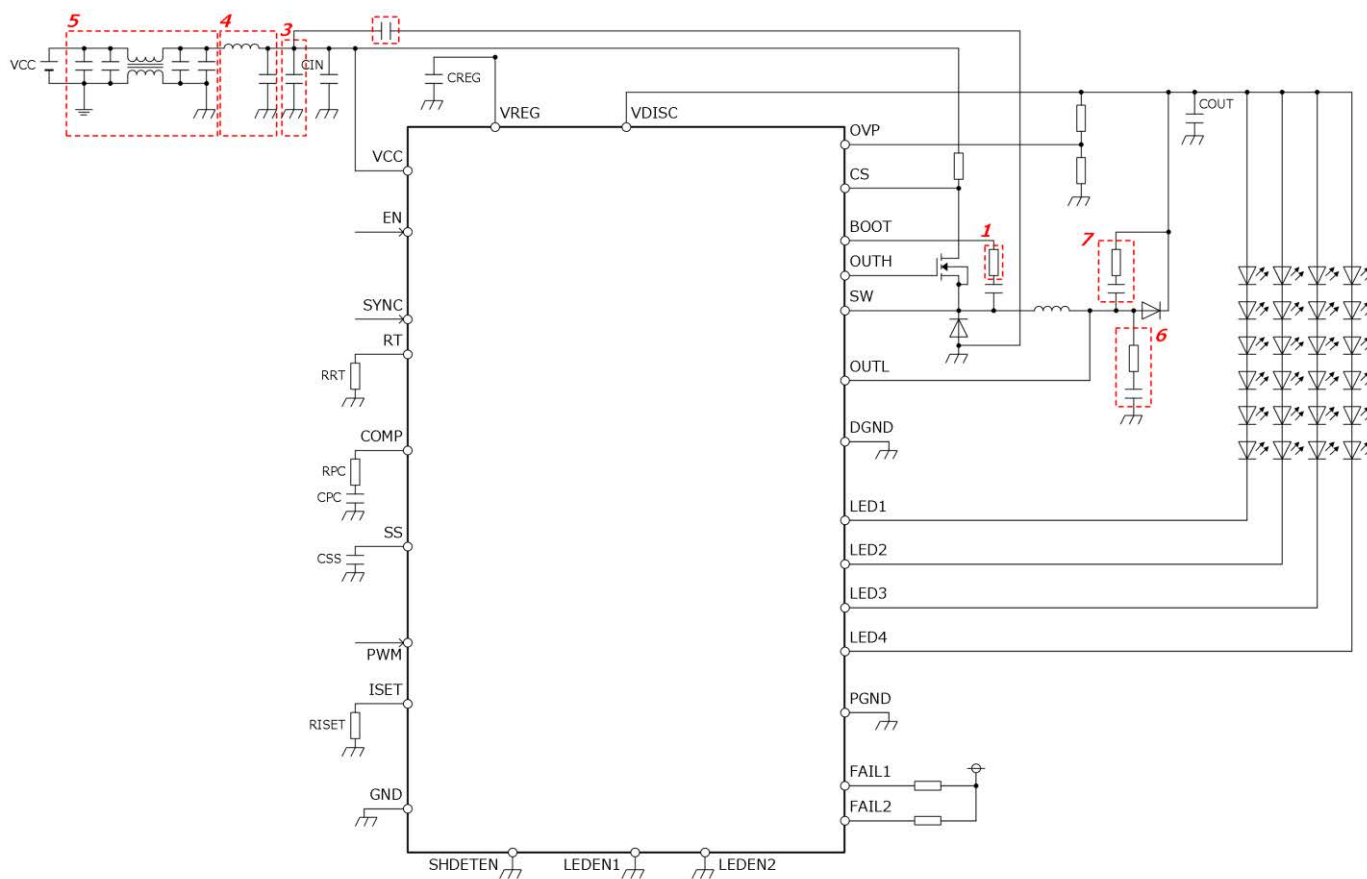 5
4
3
VCC
CIN
CREG
COUT
VREG
VDISC
OVP
VCC
CS
EN
BOOT
1
7
OUTH
SYNC
SW
RT
6
RRT
OUTL
COMP
DGND
RPC
CPC
LED1
SS
CSS
LED2
LED3
LED4
PWM
ISET
PGND
RISET
FAIL1
GND
FAIL2
SHDETEN
LEDEN1
LEDEN2